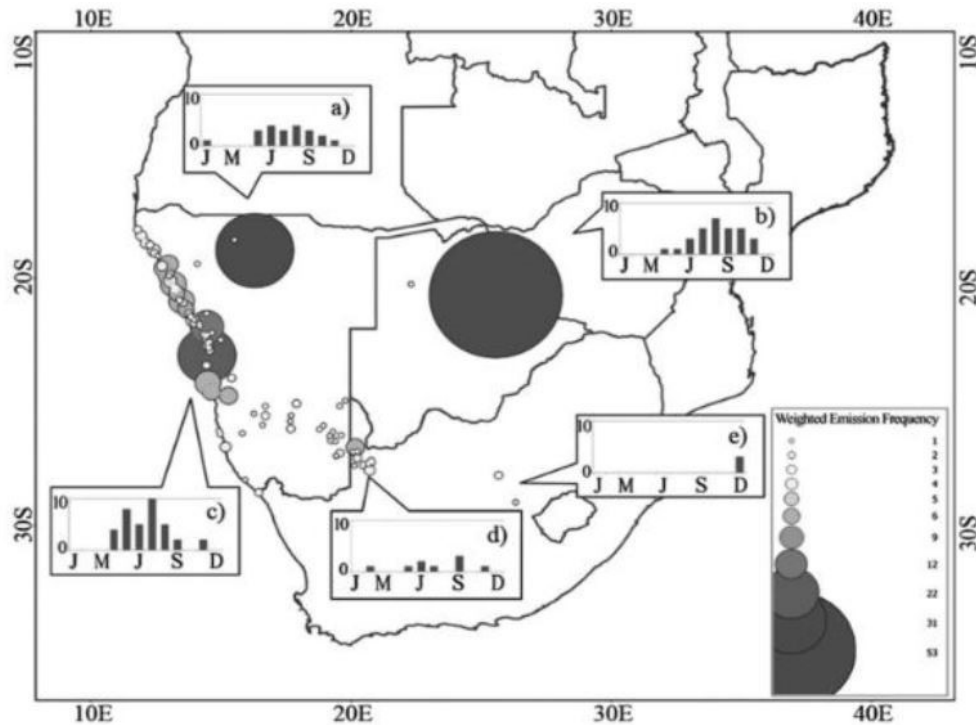 10E 20E 30E 40E
10S 10S
10 a)
0
J M J S D
10 b)
0
J M J S D
20S 20S
10 e)
0
J M J S D
Weighted Emission Frequency
1
2
3
4
5
6
9
12
22
31
53
10 c)
0
J M J S D
10 d)
0
J M J S D
30S 30S
10E 20E 30E 40E